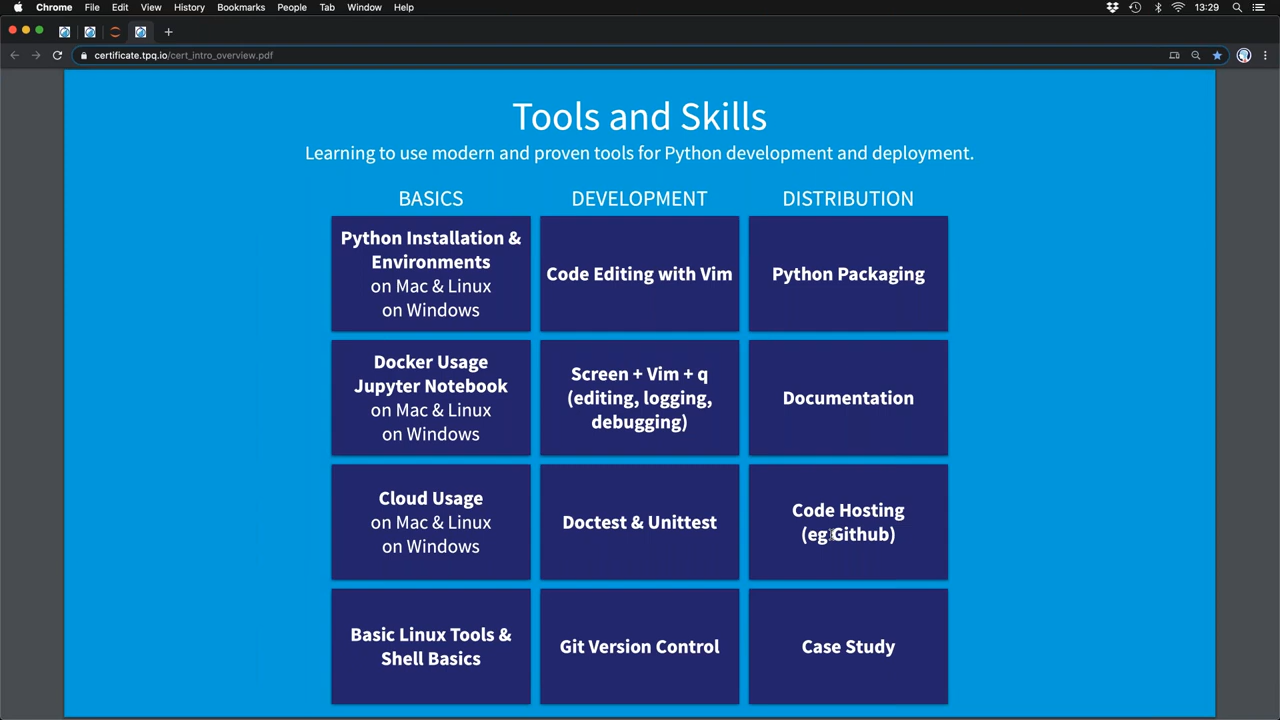 Chrome File Edit View History Bookmarks People Tab Window Help 13:29
certificate.tpq.io/cert_intro_overview.pdf
Tools and Skills
Learning to use modern and proven tools for Python development and deployment.
BASICS DEVELOPMENT DISTRIBUTION
Python Installation &
Environments
on Mac & Linux
on Windows
Code Editing with Vim
Python Packaging
Docker Usage
Jupyter Notebook
on Mac & Linux
on Windows
Screen + Vim + q
(editing, logging,
debugging)
Documentation
Cloud Usage
on Mac & Linux
on Windows
Doctest & Unittest
Code Hosting
(eg Github)
Basic Linux Tools &
Shell Basics
Git Version Control
Case Study